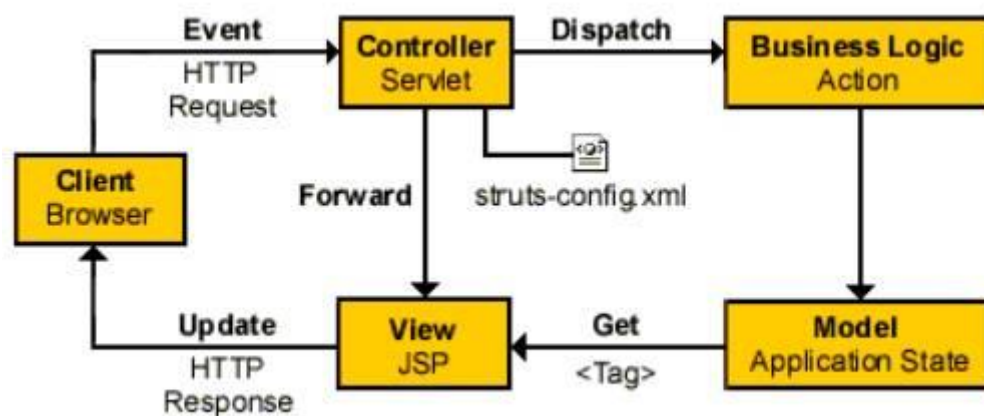 Event
HTTP
Request
Controller
Servlet
Dispatch
Business Logic
Action
Client
Browser
Forward
struts-config.xml
Update
HTTP
Response
View
JSP
Get
<Tag>
Model
Application State